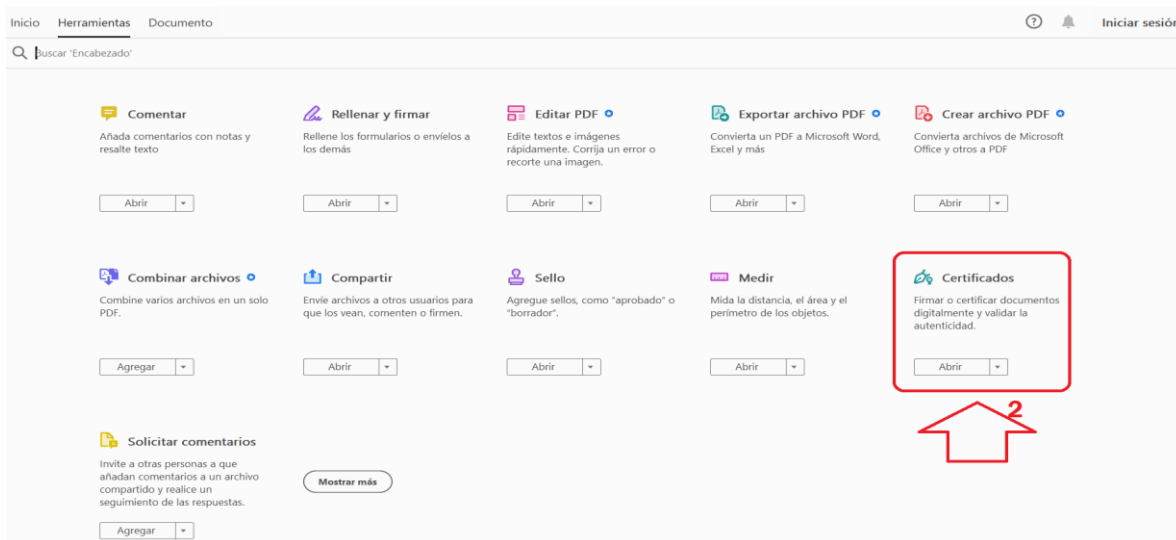 Inicio Herramientas Documento Iniciar sesión
Buscar 'Encabezado'
Comentar
Añada comentarios con notas y
resalte texto
Abrir
Rellenar y firmar
Rellene los formularios o envíelos a
los demás
Abrir
Editar PDF
Edite textos e imágenes
rápidamente. Corrija un error o
recorte una imagen.
Abrir
Exportar archivo PDF
Convierta un PDF a Microsoft Word,
Excel y más
Abrir
Crear archivo PDF
Convierta archivos de Microsoft
Office y otros a PDF
Abrir
Combinar archivos
Combine varios archivos en un solo
PDF.
Agregar
Compartir
Envíe archivos a otros usuarios para
que los vean, comenten o firmen.
Abrir
Sello
Agregue sellos, como "aprobado" o
"borrador".
Abrir
Medir
Mida la distancia, el área y el
perímetro de los objetos.
Abrir
Certificados
Firmar o certificar documentos
digitalmente y validar la
autenticidad.
Abrir
2
Solicitar comentarios
Invite a otras personas a que
añadan comentarios a un archivo
compartido y realice un
seguimiento de las respuestas.
Agregar
Mostrar más